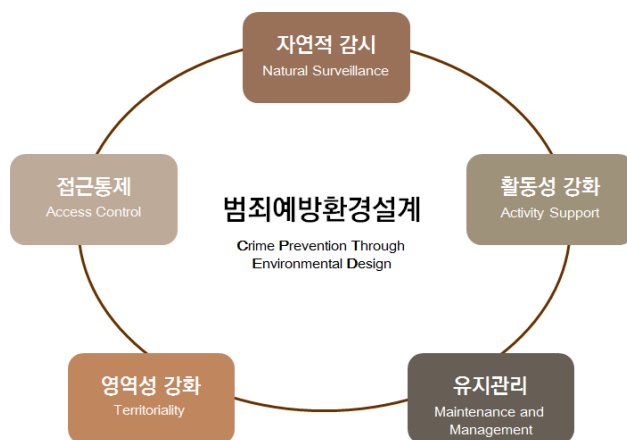 자연적 감시
Natural Surveillance
접근통제
Access Control
활동성 강화
Activity Support
범죄예방환경설계
Crime Prevention Through
Environmental Design
영역성 강화
Territoriality
유지관리
Maintenance and
Management